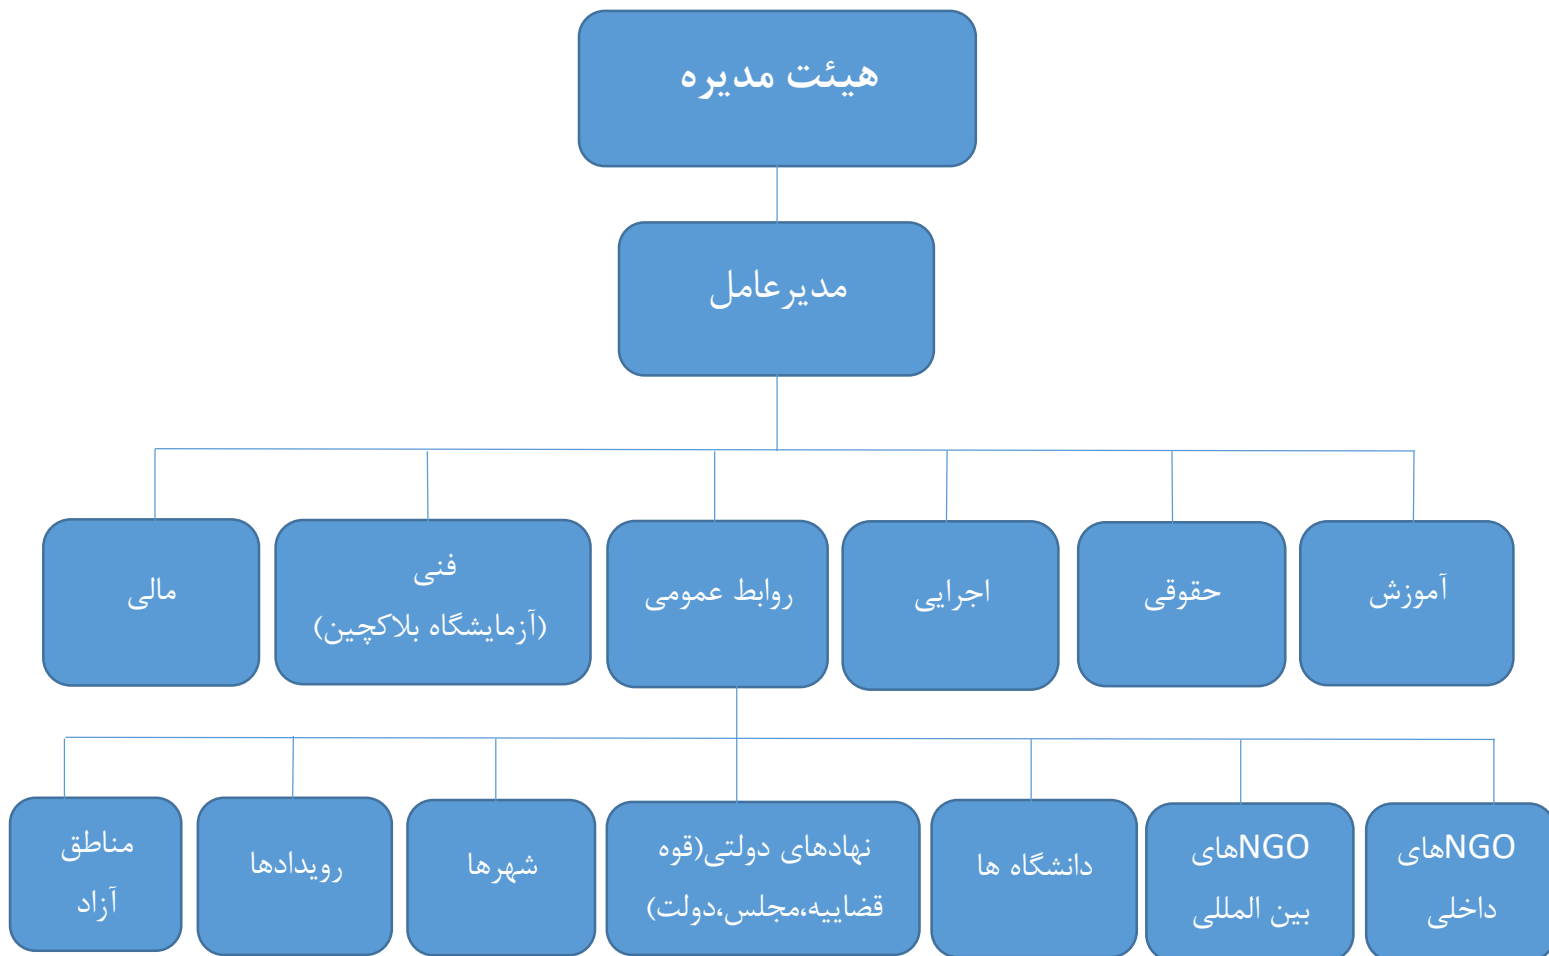 هیئت مدیره
مدیرعامل
آموزش
حقوقی
اجرایی
روابط عمومی
فنی
(آزمایشگاه بلاکچین)
مالی
NGOهای
داخلی
NGOهای
بین المللی
دانشگاه ها
نهادهای دولتی(قوه
قضاییه،مجلس،دولت)
شهرها
رویدادها
مناطق
آزاد